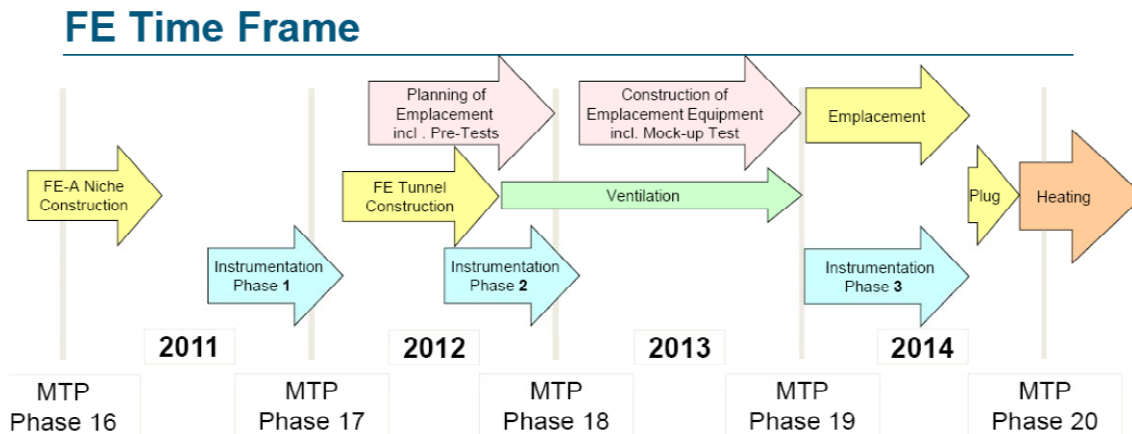 FE Time Frame
Planning of
Emplacement
incl . Pre-Tests
Construction of
Emplacement Equipment
incl. Mock-up Test
Emplacement
FE-A Niche
Construction
FE Tunnel
Construction
Ventilation
Plug
Heating
Instrumentation
Phase 1
Instrumentation
Phase 2
Instrumentation
Phase 3
2011
2012
2013
2014
MTP
Phase 16
MTP
Phase 17
MTP
Phase 18
MTP
Phase 19
MTP
Phase 20